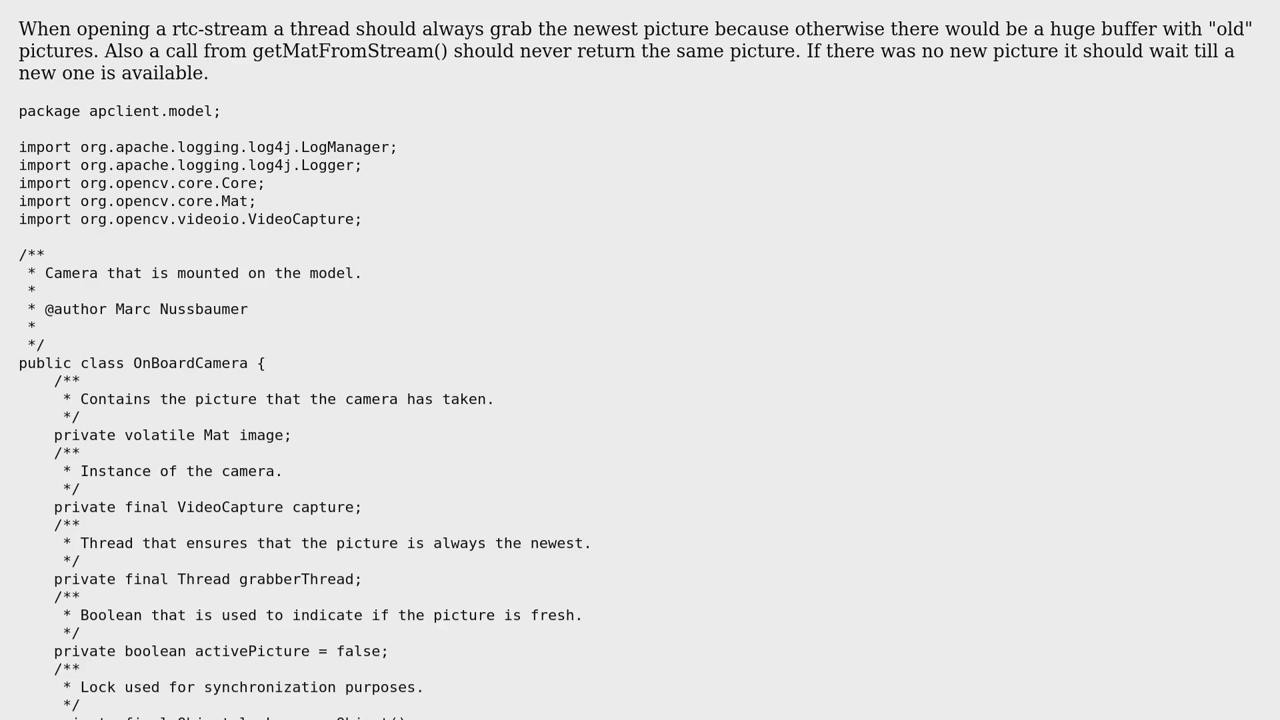 When opening a rtc-stream a thread should always grab the newest picture because otherwise there would be a huge buffer with "old"
pictures. Also a call from getMatFromStream() should never return the same picture. If there was no new picture it should wait till a
new one is available.
package apclient.model;
import org.apache.logging.log4j.LogManager;
import org.apache.logging.log4j.Logger;
import org.opencv.core.Core;
import org.opencv.core.Mat;
import org.opencv.videoio.VideoCapture;
/**
 * Camera that is mounted on the model.
 *
 * @author Marc Nussbaumer
 *
 */
public class OnBoardCamera {
    /**
     * Contains the picture that the camera has taken.
     */
    private volatile Mat image;
    /**
     * Instance of the camera.
     */
    private final VideoCapture capture;
    /**
     * Thread that ensures that the picture is always the newest.
     */
    private final Thread grabberThread;
    /**
     * Boolean that is used to indicate if the picture is fresh.
     */
    private boolean activePicture = false;
    /**
     * Lock used for synchronization purposes.
     */